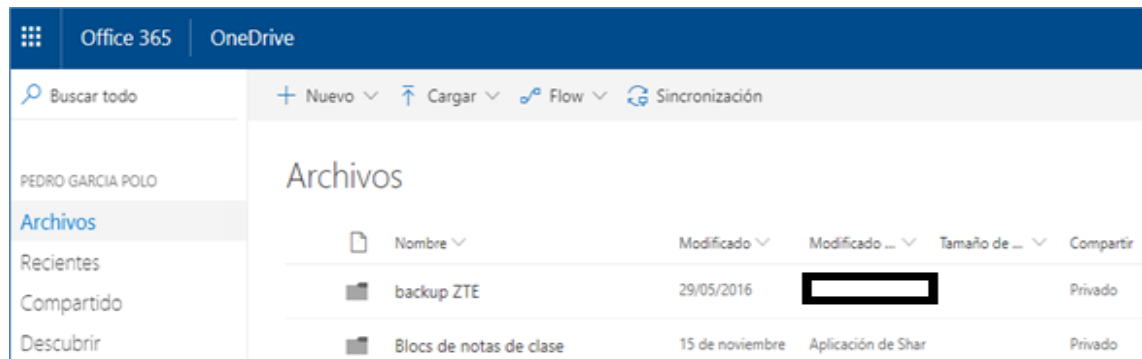 Office 365 OneDrive
Buscar todo
Nuevo Cargar Flow Sincronización
PEDRO GARCIA POLO
Archivos
Recientes
Compartido
Descubrir
Archivos
Nombre Modificado Modificado ... Tamaño de ... Compartir
backup ZTE 29/05/2016 Privado
Blocs de notas de clase 15 de noviembre Aplicación de Shar Privado